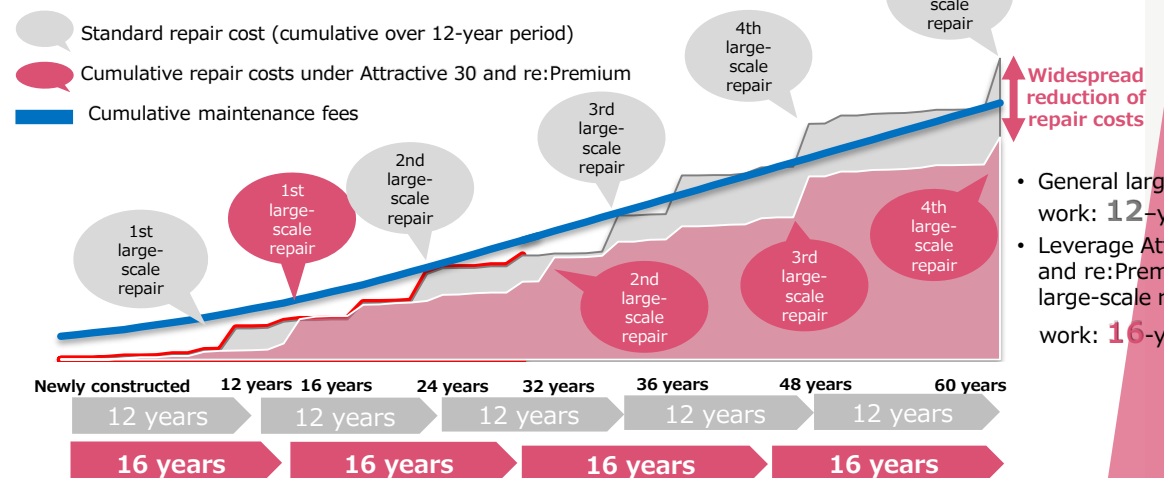 scale
repair
4th
large-
scale
repair
Standard repair cost (cumulative over 12-year period)
Cumulative repair costs under Attractive 30 and re:Premium
Cumulative maintenance fees
Widespread
reduction of
repair costs
3rd
large-
scale
repair
2nd
large-
scale
repair
1st
large-
scale
repair
1st
large-
scale
repair
2nd
large-
scale
repair
3rd
large-
scale
repair
4th
large-
scale
repair
• General larg
work: 12-y
• Leverage At
and re:Prem
large-scale r
work: 16-y
Newly constructed 12 years 16 years 24 years 32 years 36 years 48 years 60 years
12 years 12 years 12 years 12 years 12 years
16 years 16 years 16 years 16 years